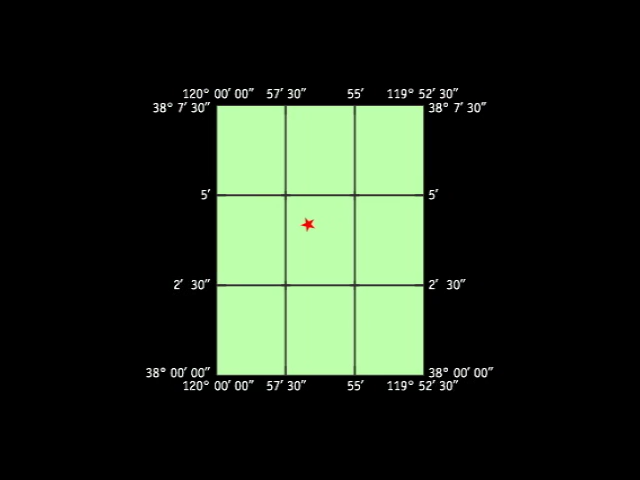 120° 00′ 00″ 57′ 30″ 55′ 119° 52′ 30″
38° 7′ 30″ 38° 7′ 30″
5′ 5′
2′ 30″ 2′ 30″
38° 00′ 00″ 38° 00′ 00″
120° 00′ 00″ 57′ 30″ 55′ 119° 52′ 30″